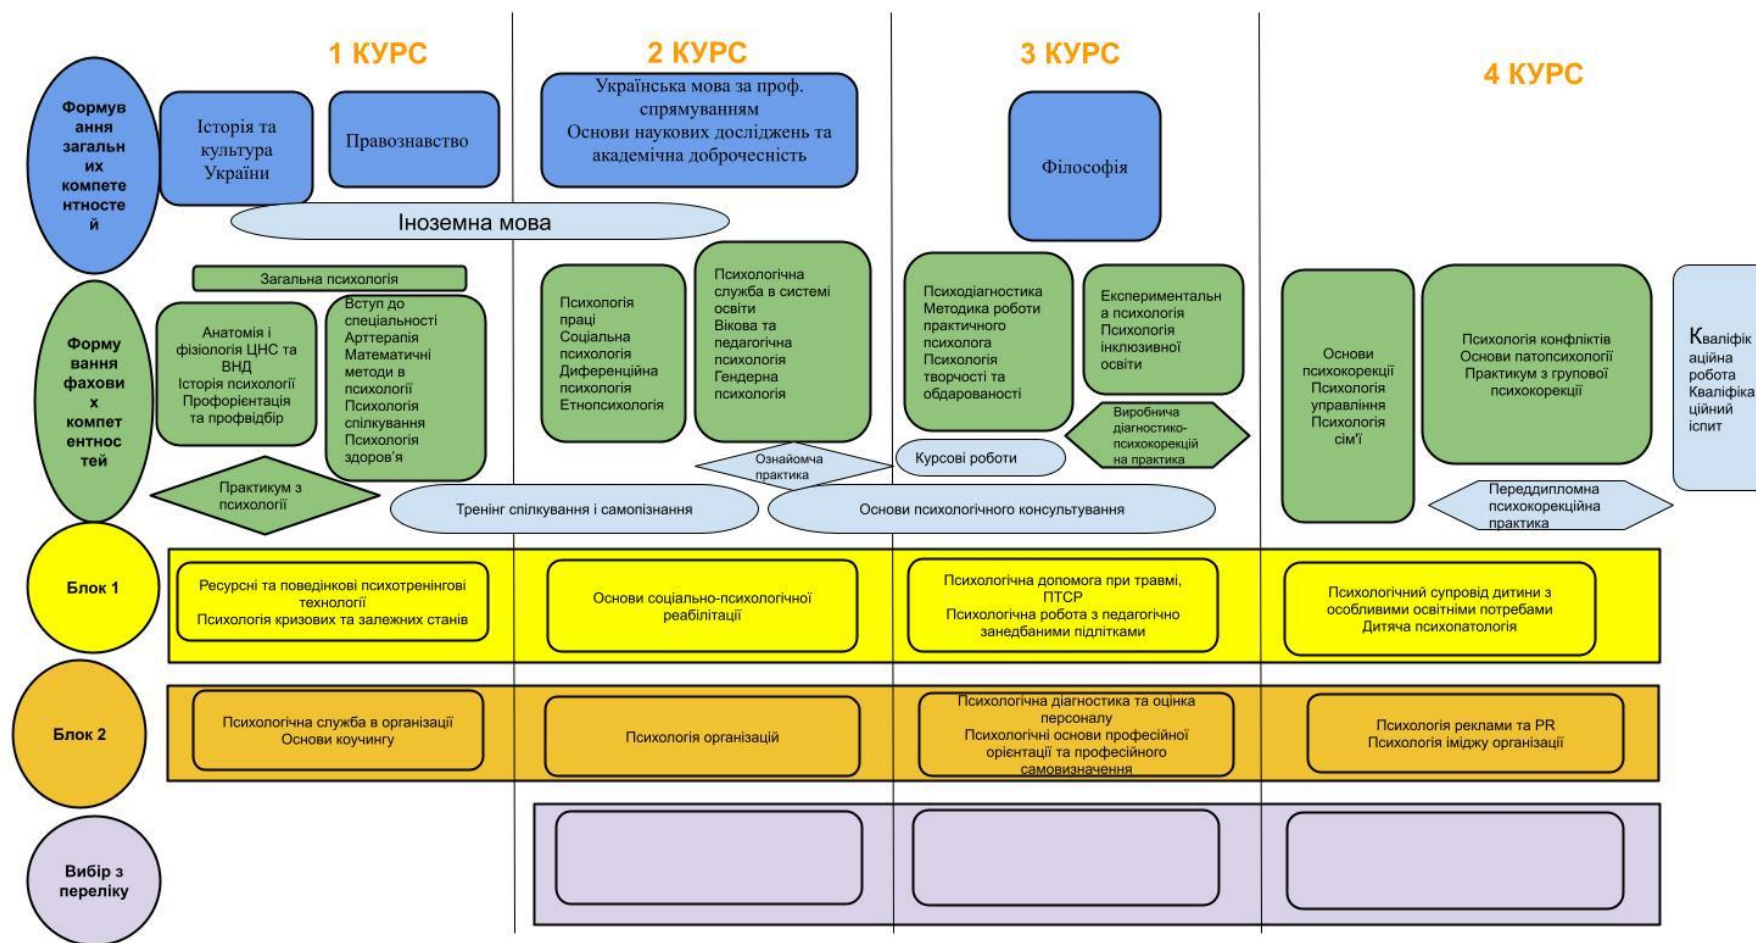 1 КУРС
2 КУРС
3 КУРС
4 КУРС
Формув
ання
загальн
их
компете
нтносте
й
Історія та
культура
України
Правознавство
Українська мова за проф.
спрямуванням
Основи наукових досліджень та
академічна доброчесність
Філософія
Іноземна мова
Форму
вання
фахови
х
компет
ентнос
тей
Загальна психологія
Анатомія і
фізіологія ЦНС та
ВНД
Історія психології
Профорієнтація
та профвідбір
Вступ до
спеціальності
Арттерапія
Математичні
методи в
психології
Психологія
спілкування
Психологія
здоров'я
Психологія
праці
Соціальна
психологія
Диференційна
психологія
Етнопсихологія
Психологічна
служба в системі
освіти
Вікова та
педагогічна
психологія
Гендерна
психологія
Психодіагностика
Методика роботи
практичного
психолога
Психологія
творчості та
обдарованості
Експериментальн
а психологія
Психологія
інклюзивної
освіти
Основи
психокорекції
Психологія
управління
Психологія
сім'ї
Психологія конфліктів
Основи патопсихології
Практикум з групової
психокорекції
Кваліфік
аційна
робота
Кваліфіка
ційний
іспит
Практикум з
психології
Ознайомча
практика
Курсові роботи
Виробнича
діагностико-
психокорекцій
на практика
Тренінг спілкування і самопізнання
Основи психологічного консультування
Переддипломна
психокорекційна
практика
Блок 1
Ресурсні та поведінкові психотренінгові
технології
Психологія кризових та залежних станів
Основи соціально-психологічної
реабілітації
Психологічна допомога при травмі,
ПТСР
Психологічна робота з педагогічно
занедбаними підлітками
Психологічний супровід дитини з
особливими освітніми потребами
Дитяча психопатологія
Блок 2
Психологічна служба в організації
Основи коучингу
Психологія організацій
Психологічна діагностика та оцінка
персоналу
Психологічні основи професійної
орієнтації та професійного
самовизначення
Психологія реклами та PR
Психологія іміджу організації
Вибір з
переліку